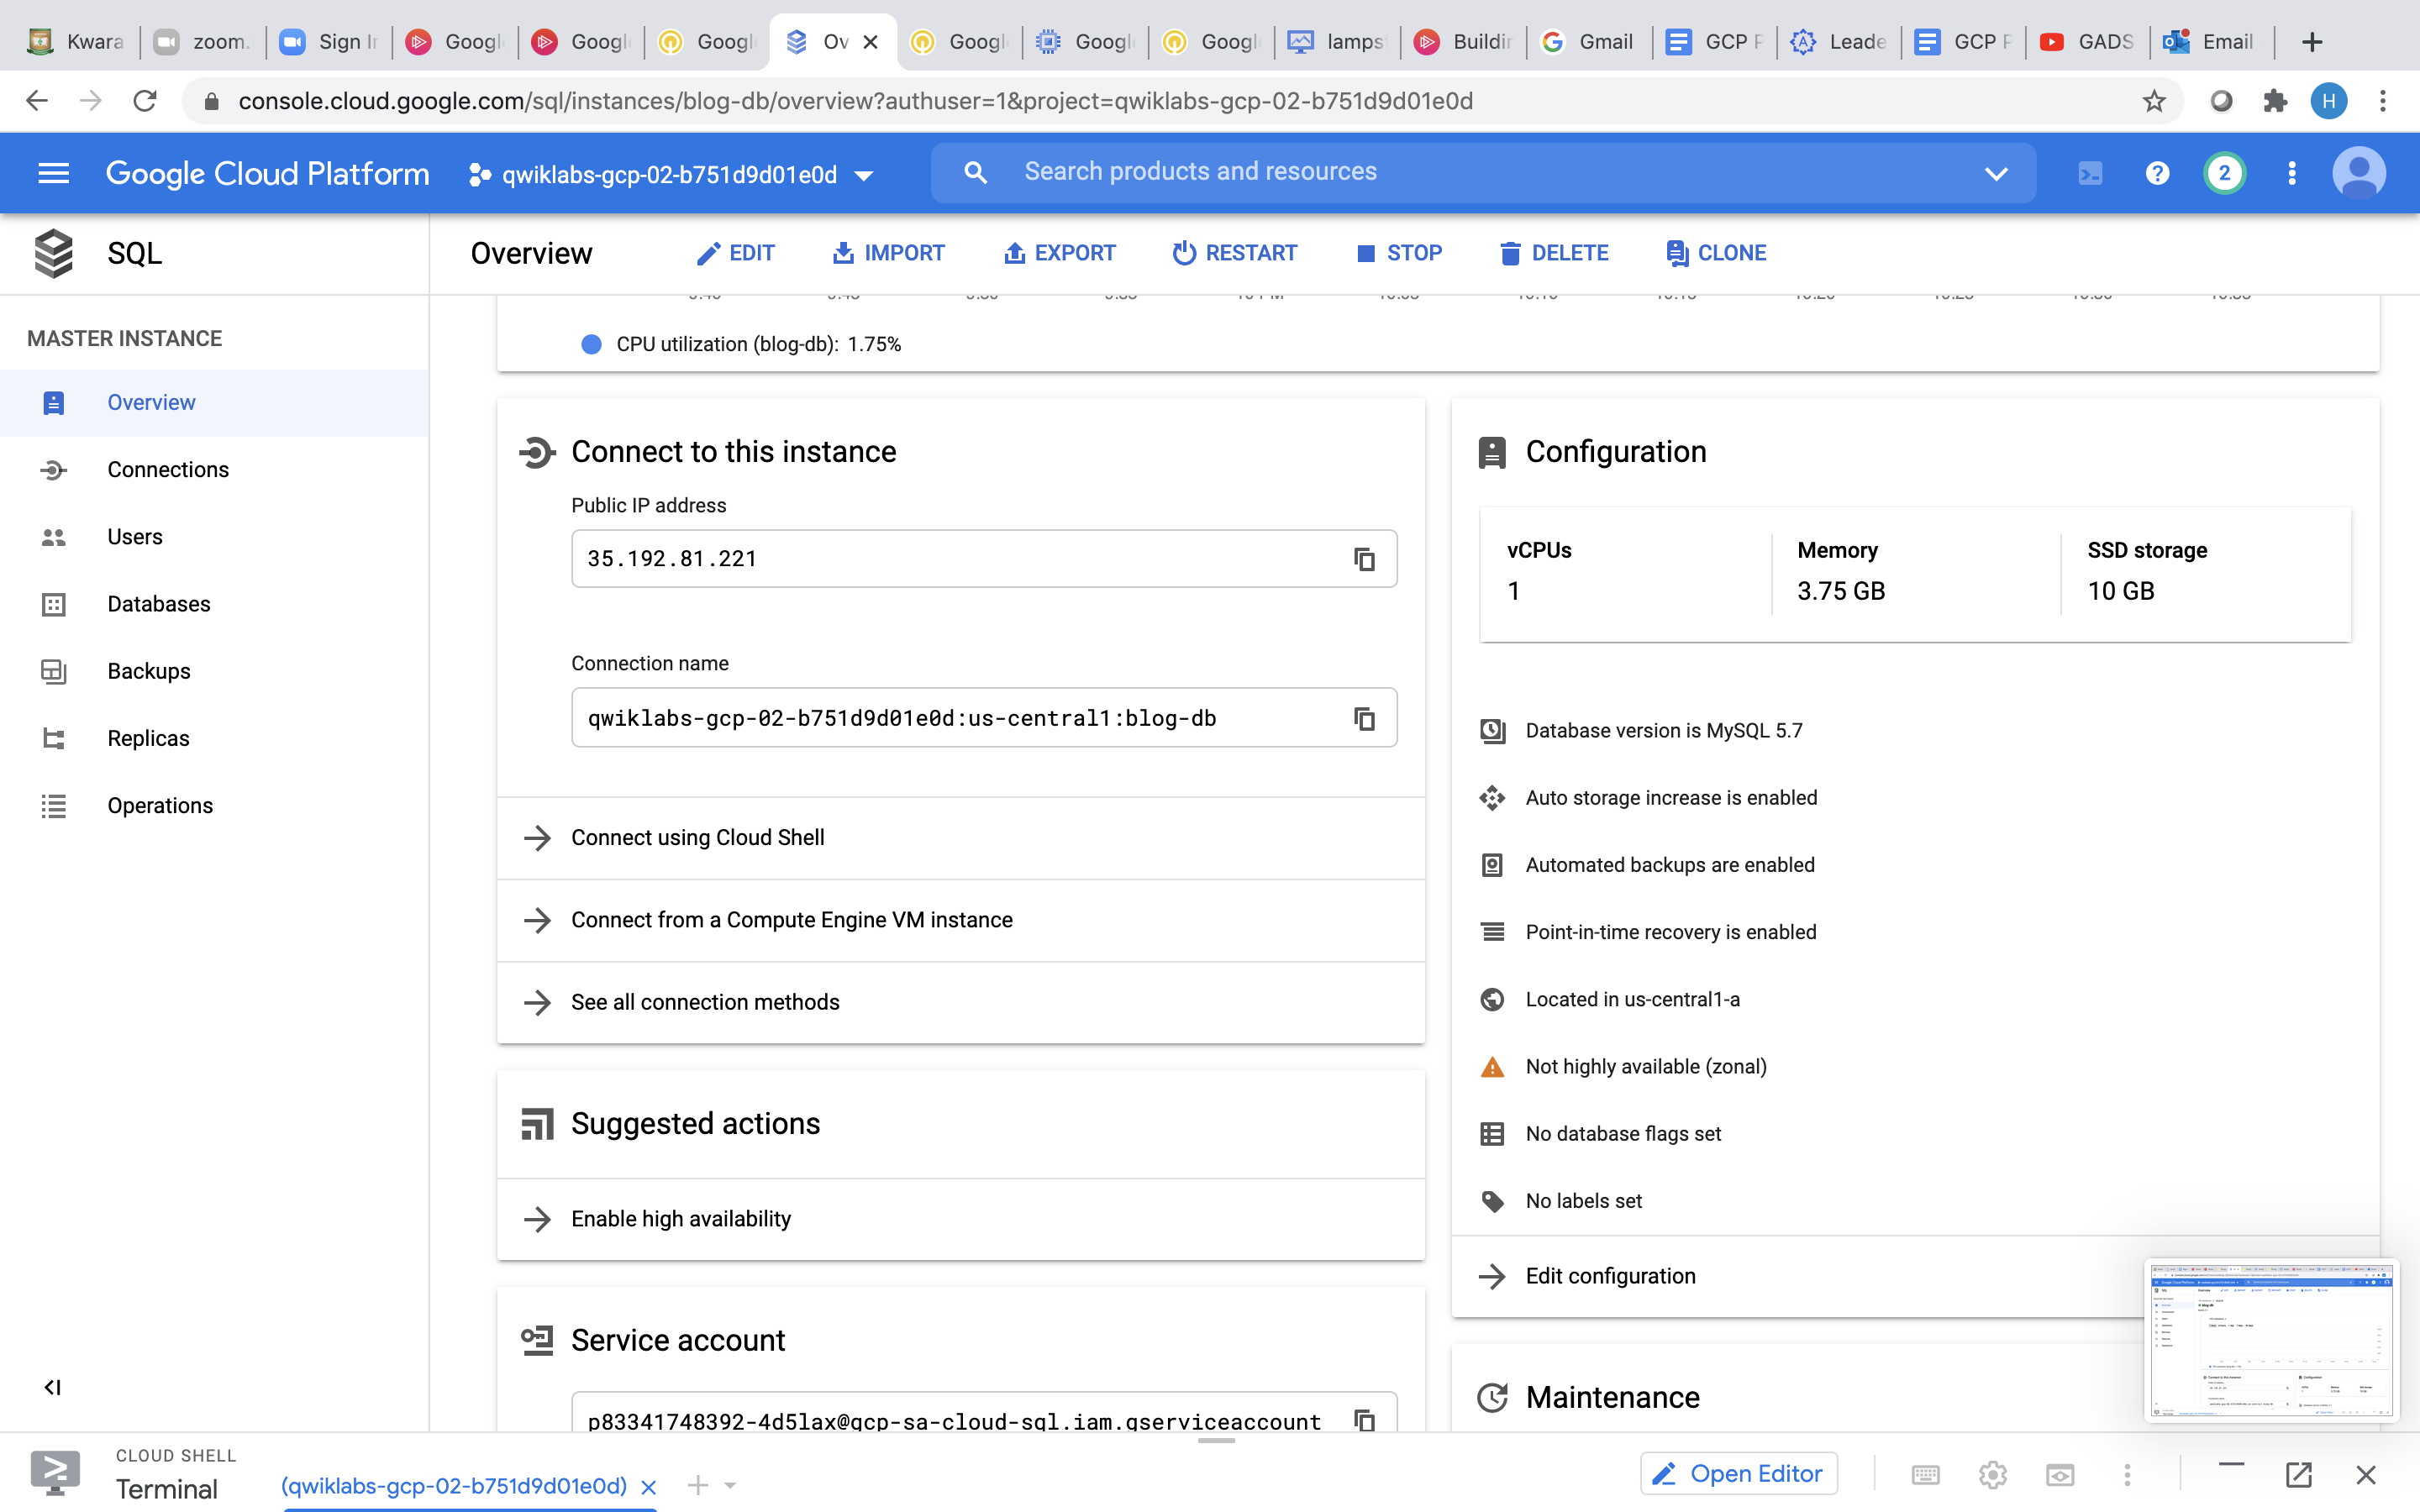 Kwara
zoom.
Sign In
Googl
Googl
Googl
Ov
Googl
Googl
Googl
lamps
Buildin
Gmail
GCP P
Leade
GCP P
GADS
Email
console.cloud.google.com/sql/instances/blog-db/overview?authuser=1&project=qwiklabs-gcp-02-b751d9d01e0d
H
Google Cloud Platform
qwiklabs-gcp-02-b751d9d01e0d
Search products and resources
2
SQL
Overview
EDIT
IMPORT
EXPORT
RESTART
STOP
DELETE
CLONE
MASTER INSTANCE
Overview
Connections
Users
Databases
Backups
Replicas
Operations
CPU utilization (blog-db): 1.75%
Connect to this instance
Public IP address
35.192.81.221
Connection name
qwiklabs-gcp-02-b751d9d01e0d:us-central1:blog-db
Connect using Cloud Shell
Connect from a Compute Engine VM instance
See all connection methods
Suggested actions
Enable high availability
Service account
p83341748392-4d5lax@gcp-sa-cloud-sql.iam.gserviceaccount
Configuration
vCPUs
1
Memory
3.75 GB
SSD storage
10 GB
Database version is MySQL 5.7
Auto storage increase is enabled
Automated backups are enabled
Point-in-time recovery is enabled
Located in us-central1-a
Not highly available (zonal)
No database flags set
No labels set
Edit configuration
Maintenance
CLOUD SHELL
Terminal
(qwiklabs-gcp-02-b751d9d01e0d)
Open Editor